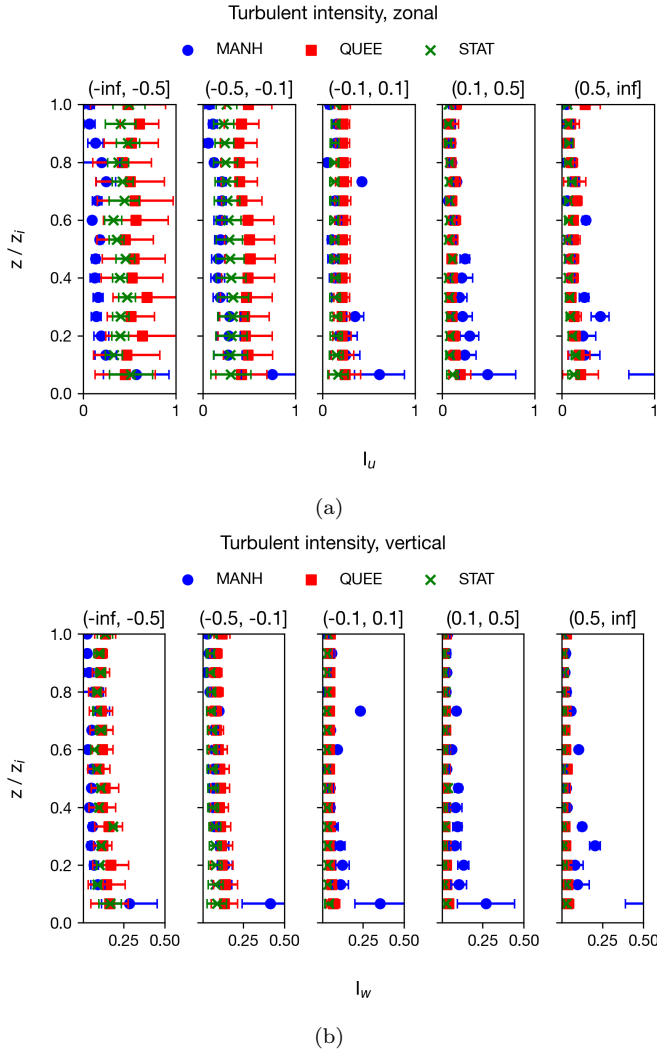 Turbulent intensity, zonal
MANH QUEE STAT
(-inf, -0.5] (-0.5, -0.1] (-0.1, 0.1] (0.1, 0.5] (0.5, inf]
1.0
0.8
0.6
0.4
0.2
0.0
z / z_i
0 1 0 1 0 1 0 1 0 1
I_u
(a)
Turbulent intensity, vertical
MANH QUEE STAT
(-inf, -0.5] (-0.5, -0.1] (-0.1, 0.1] (0.1, 0.5] (0.5, inf]
1.0
0.8
0.6
0.4
0.2
0.0
z / z_i
0.25 0.50 0.25 0.50 0.25 0.50 0.25 0.50 0.25 0.50
I_w
(b)